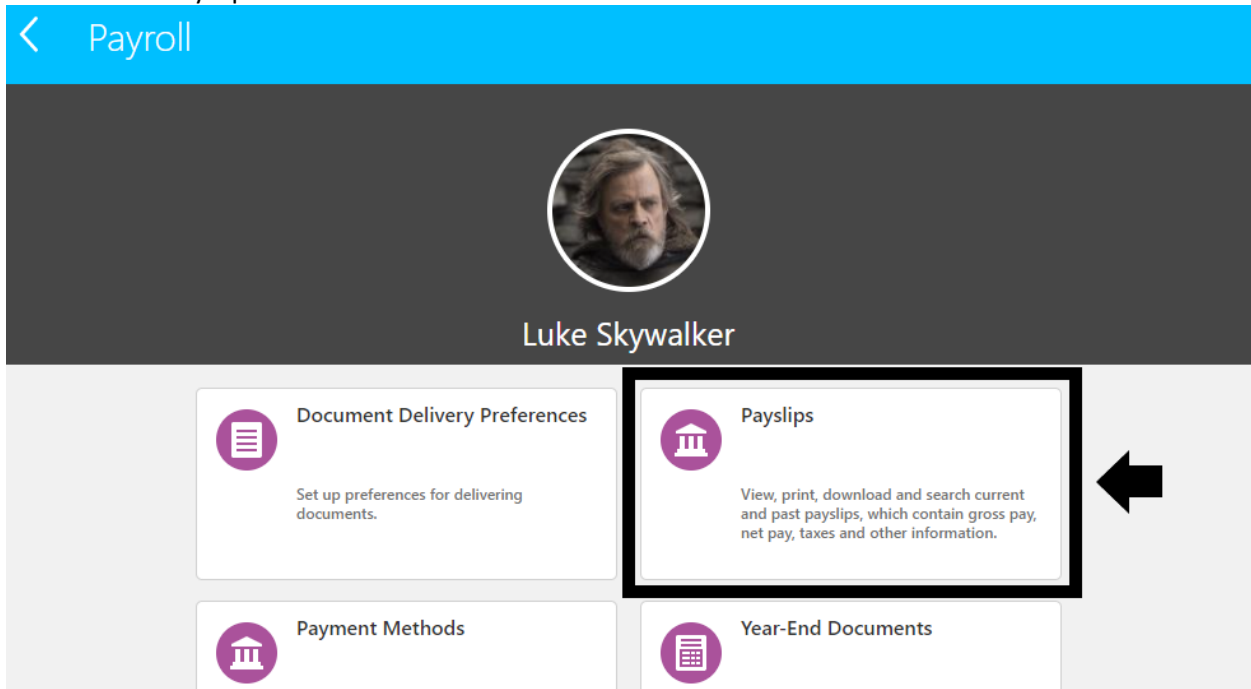 Payroll
Luke Skywalker
Document Delivery Preferences
Set up preferences for delivering
documents.
Payslips
View, print, download and search current
and past payslips, which contain gross pay,
net pay, taxes and other information.
Payment Methods
Year-End Documents